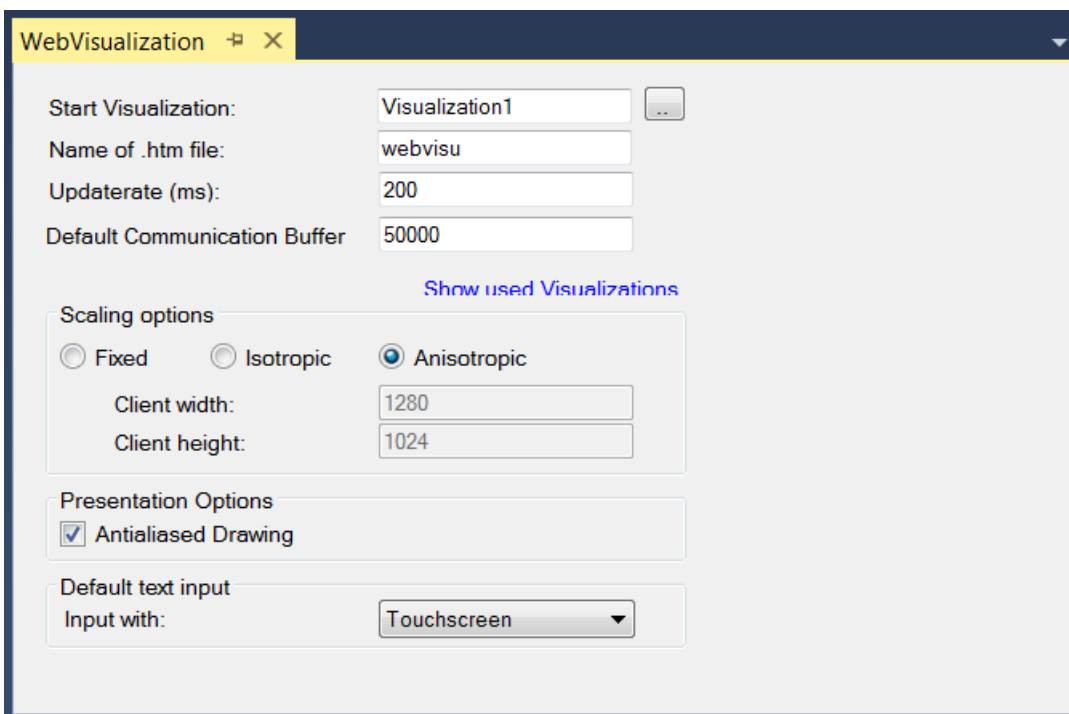 WebVisualization
Start Visualization: Visualization1 ..
Name of .htm file: webvisu
Updaterate (ms): 200
Default Communication Buffer 50000
Show used Visualizations
Scaling options
Fixed Isotropic Anisotropic
Client width: 1280
Client height: 1024
Presentation Options
Antialiased Drawing
Default text input
Input with: Touchscreen